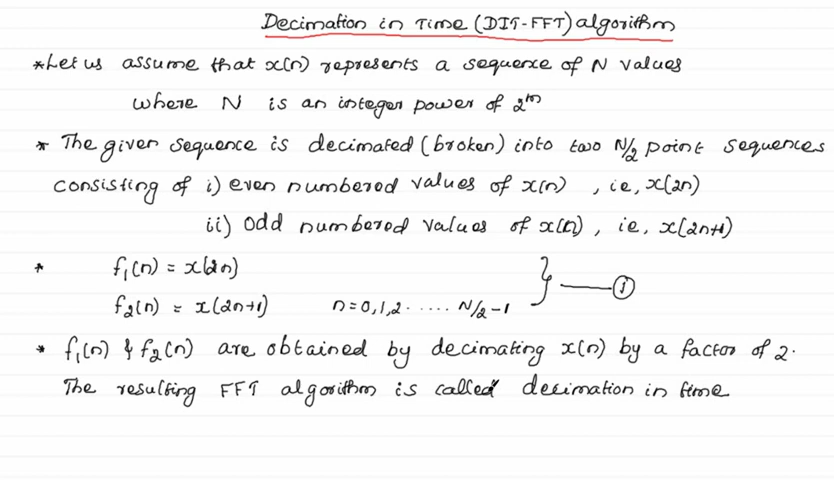 Decimation in Time (DIT-FFT) algorithm
*Let us assume that x(n) represents a sequence of N values
where N is an integer power of 2ᵐ
* The given sequence is decimated (broken) into two N/2 point sequences
consisting of i) even numbered values of x(n) , ie, x(2n)
ii) odd numbered values of x(n) , ie, x(2n+1)
* f₁(n) = x(2n)
f₂(n) = x(2n+1) n=0,1,2 ..... N/2-1 } —— ①
* f₁(n) & f₂(n) are obtained by decimating x(n) by a factor of 2.
The resulting FFT algorithm is called decimation in time